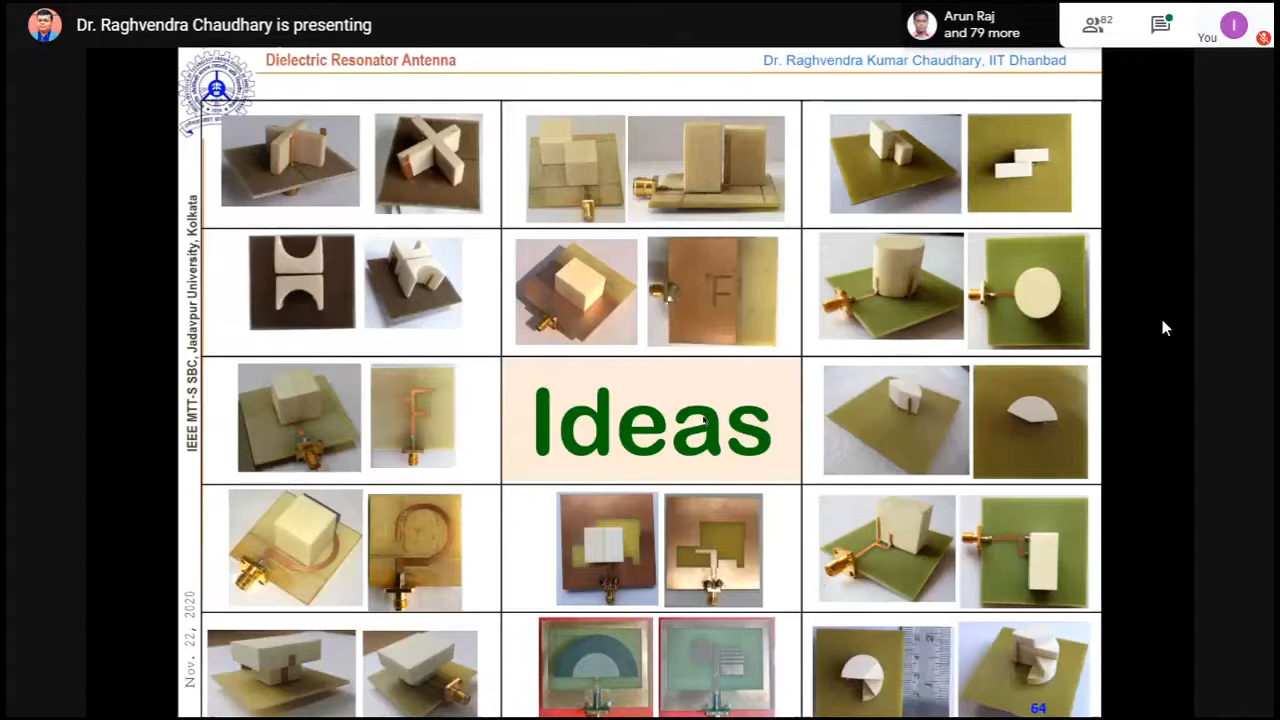 Dr. Raghvendra Chaudhary is presenting
Arun Raj
and 79 more
82
You
I
Dielectric Resonator Antenna
Dr. Raghvendra Kumar Chaudhary, IIT Dhanbad
IEEE MTT-S SBC, Jadavpur University, Kolkata
Nov. 22, 2020
Ideas
64